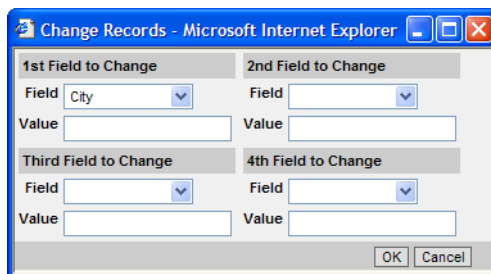 Change Records - Microsoft Internet Explorer
1st Field to Change 2nd Field to Change
Field City Field
Value Value
Third Field to Change 4th Field to Change
Field Field
Value Value
OK Cancel